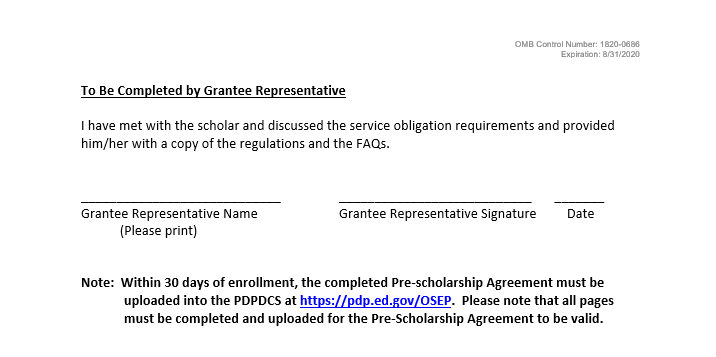 OMB Control Number: 1820-0686
Expiration: 8/31/2020
To Be Completed by Grantee Representative
I have met with the scholar and discussed the service obligation requirements and provided
him/her with a copy of the regulations and the FAQs.
Grantee Representative Name Grantee Representative Signature Date
(Please print)
Note: Within 30 days of enrollment, the completed Pre-scholarship Agreement must be
uploaded into the PDPDCS at https://pdp.ed.gov/OSEP. Please note that all pages
must be completed and uploaded for the Pre-Scholarship Agreement to be valid.